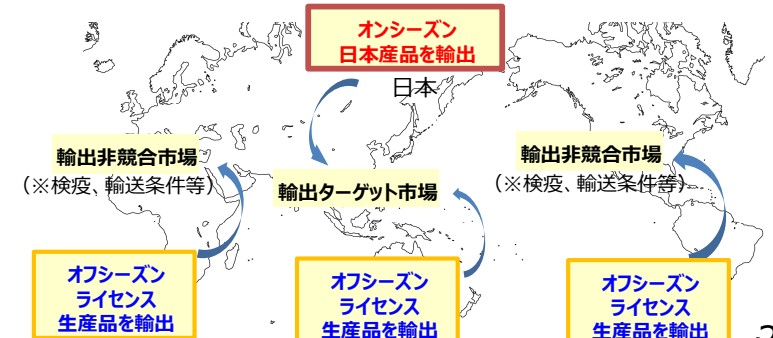 オンシーズン
日本産品を輸出
日本
輸出非競合市場
（※検疫、輸送条件等）
輸出ターゲット市場
輸出非競合市場
（※検疫、輸送条件等）
オフシーズン
ライセンス
生産品を輸出
オフシーズン
ライセンス
生産品を輸出
オフシーズン
ライセンス
生産品を輸出